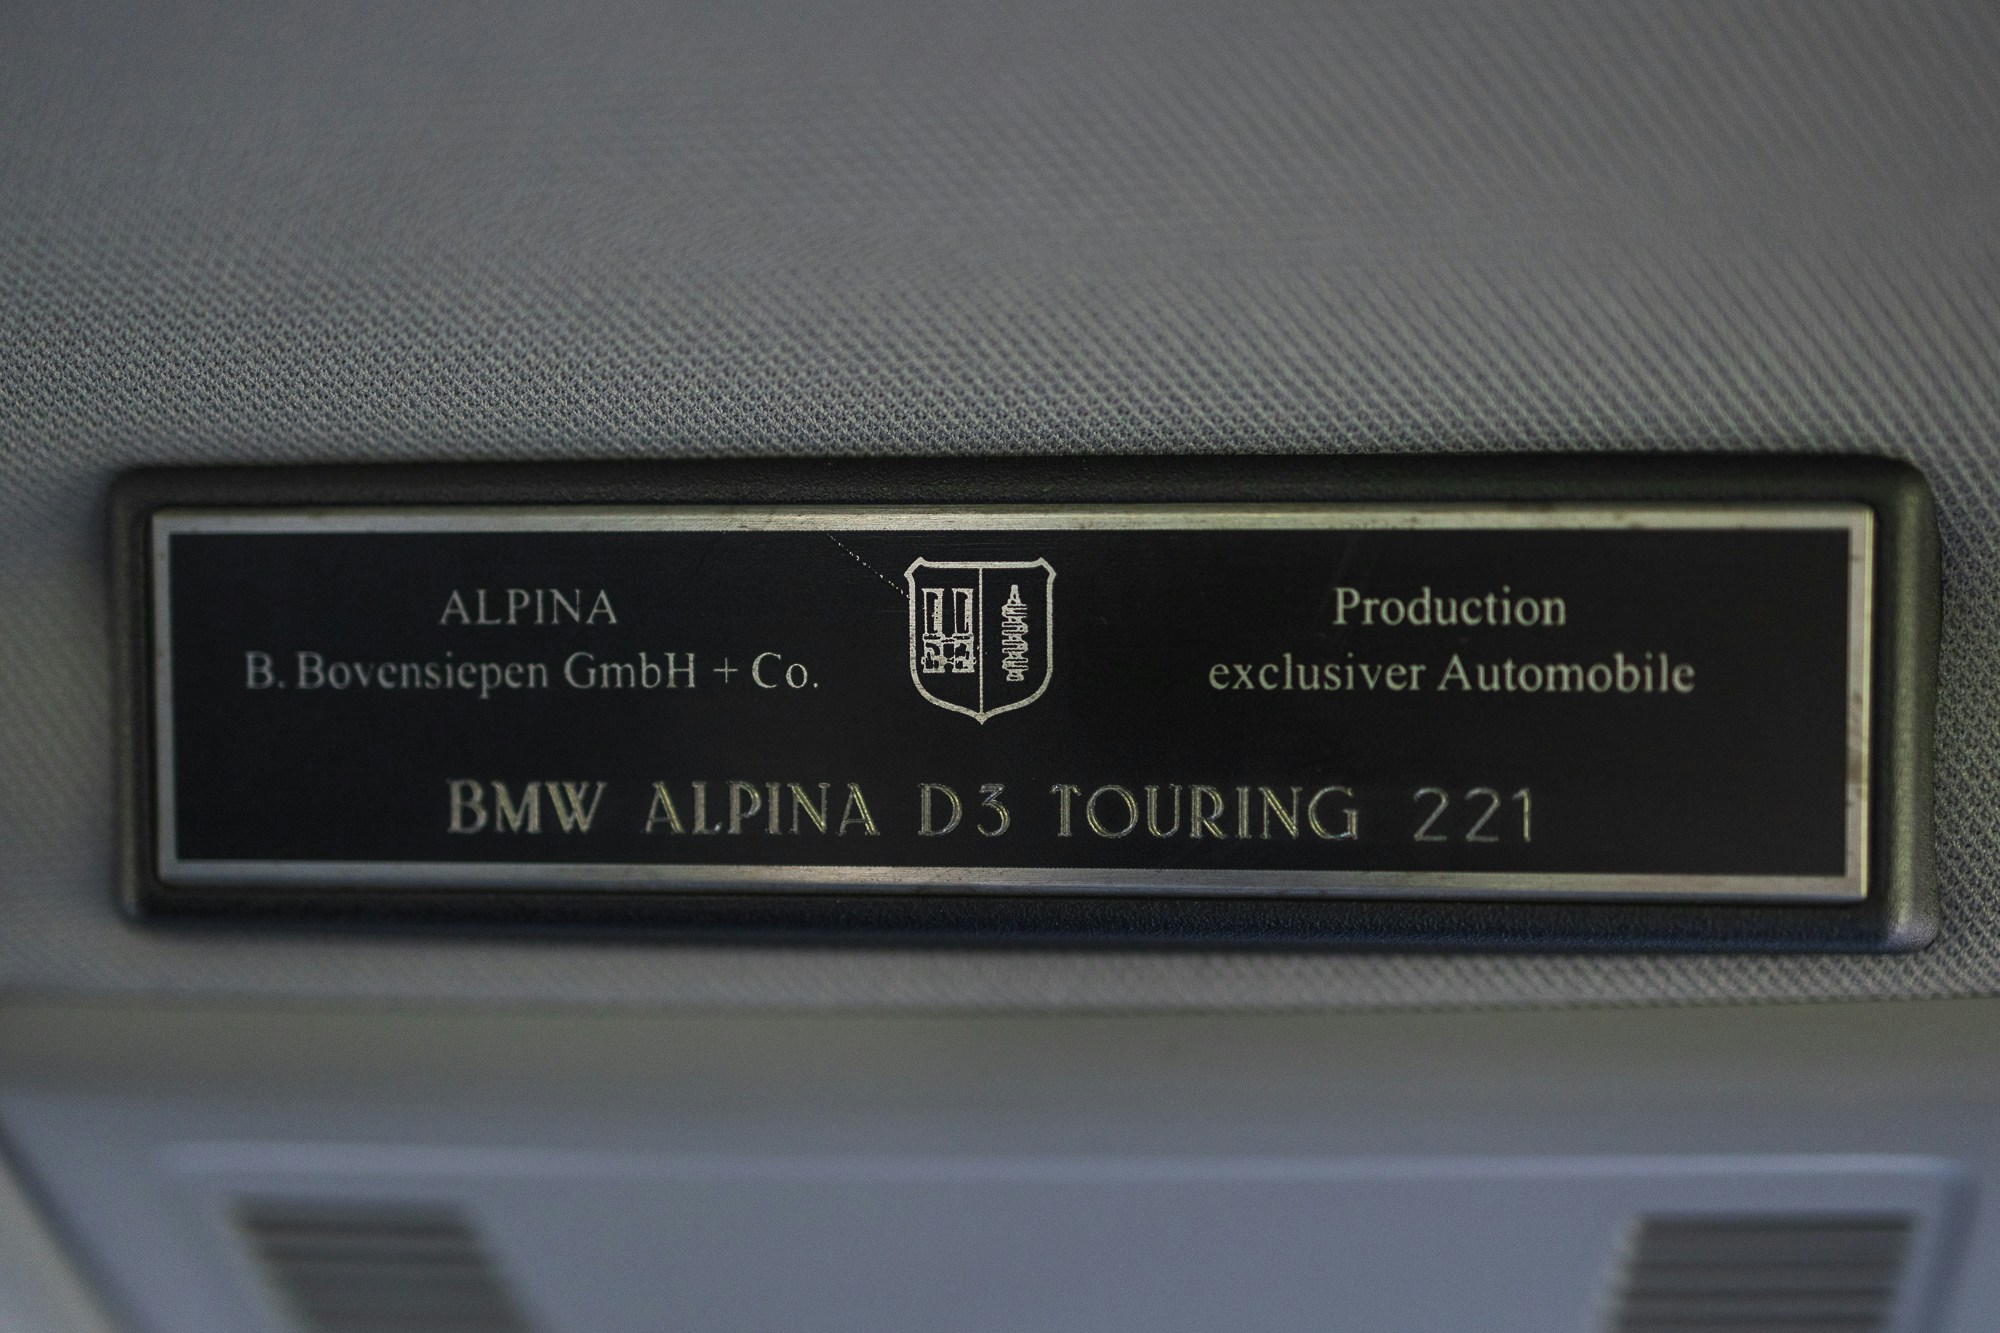 ALPINA
B. Bovensiepen GmbH + Co.
Production
exclusiver Automobile
BMW ALPINA D3 TOURING 221